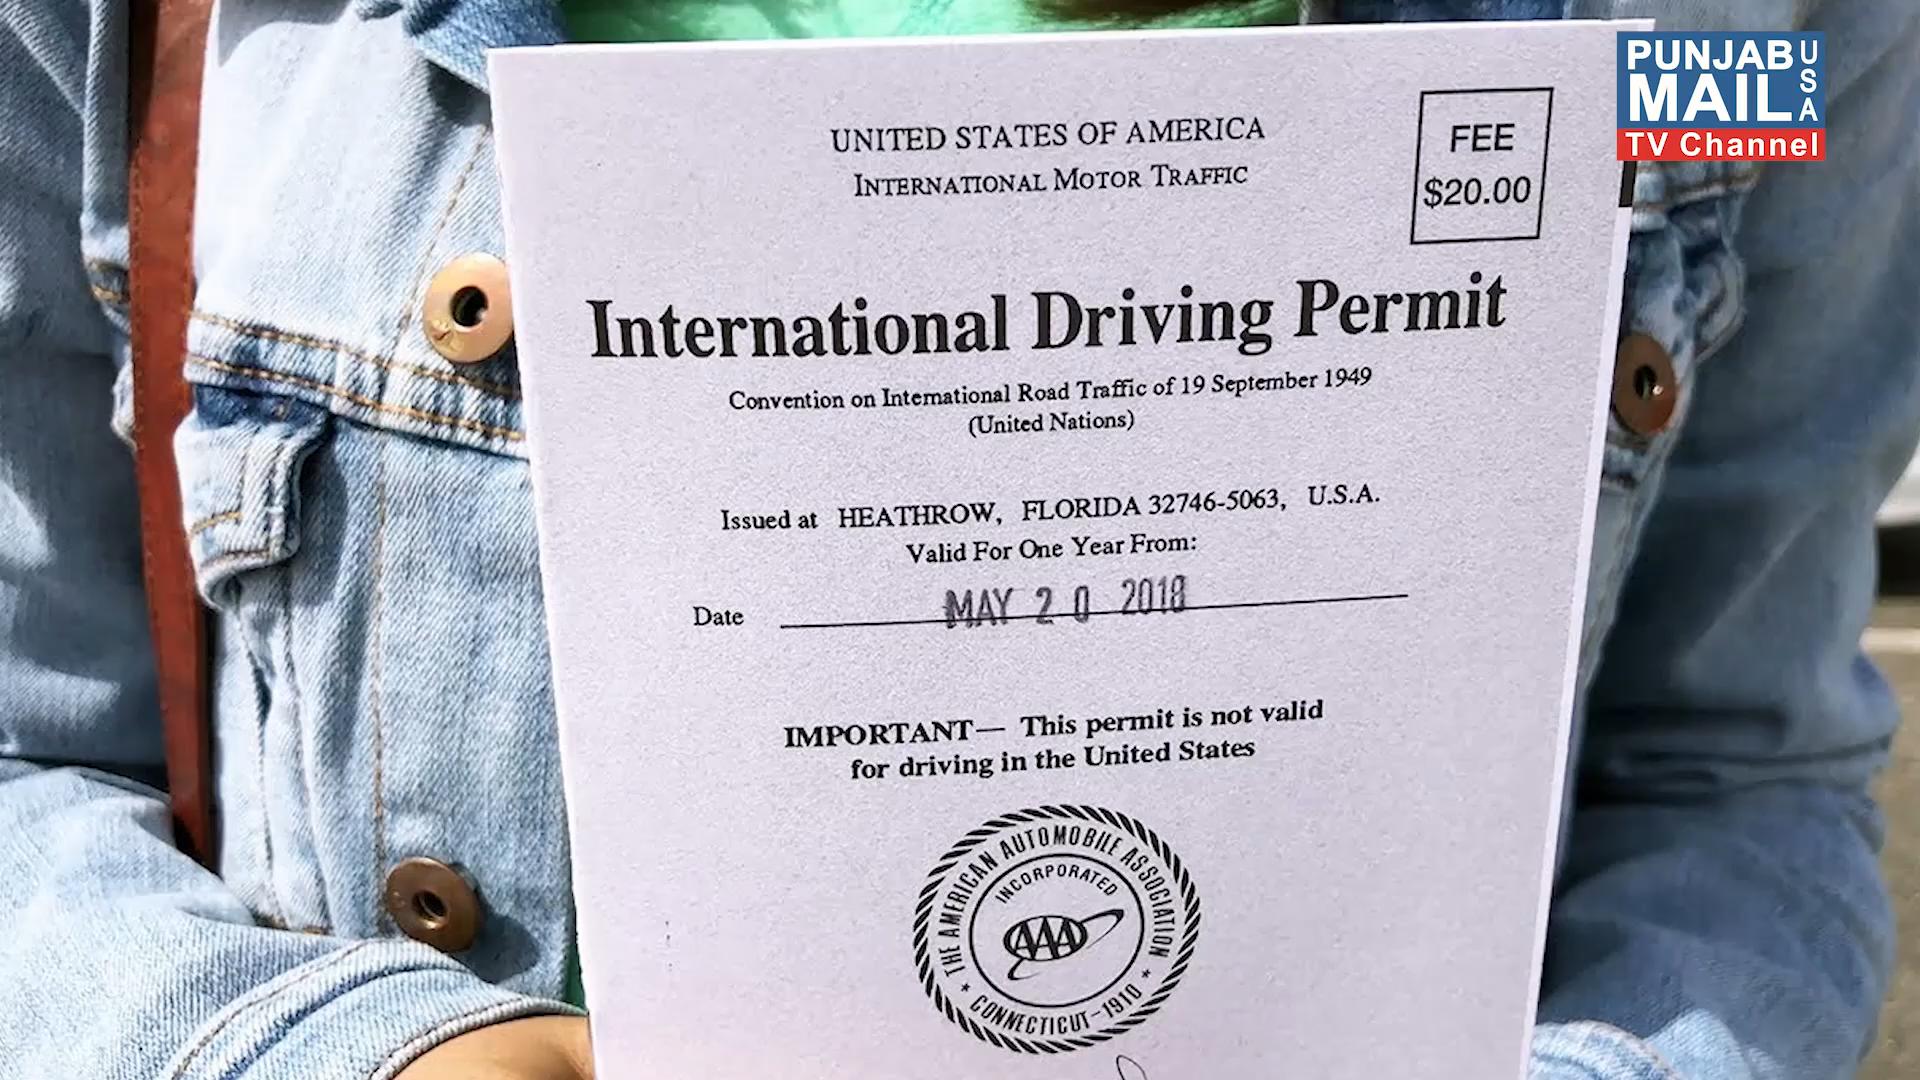 PUNJAB USA
MAIL
TV Channel
UNITED STATES OF AMERICA
INTERNATIONAL MOTOR TRAFFIC
FEE
$20.00
International Driving Permit
Convention on International Road Traffic of 19 September 1949
(United Nations)
Issued at HEATHROW, FLORIDA 32746-5063, U.S.A.
Valid For One Year From:
Date MAY 20 2018
IMPORTANT— This permit is not valid
for driving in the United States
THE AMERICAN AUTOMOBILE ASSOCIATION
INCORPORATED
AAA
* CONNECTICUT-1910 *